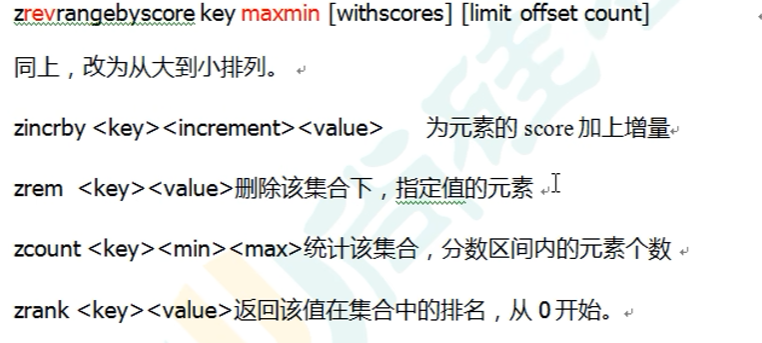 zrevrangebyscore key maxmin [withscores] [limit offset count]
同上，改为从大到小排列。
zincrby <key><increment><value> 为元素的 score 加上增量
zrem <key><value>删除该集合下，指定值的元素
zcount <key><min><max>统计该集合，分数区间内的元素个数
zrank <key><value>返回该值在集合中的排名，从 0 开始。